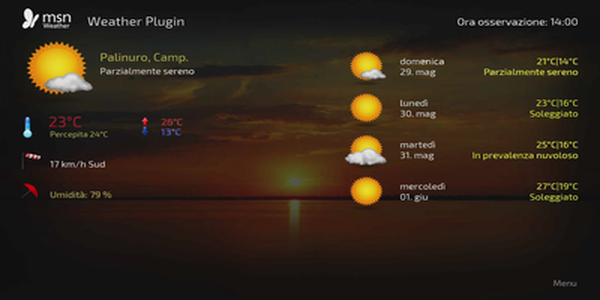 msn
Weather
Weather Plugin
Ora osservazione: 14:00
Palinuro, Camp.
Parzialmente sereno
23°C
Percepita 24°C
26°C
13°C
17 km/h Sud
Umidità: 79 %
domenica
29. mag
21°C|14°C
Parzialmente sereno
lunedì
30. mag
23°C|16°C
Soleggiato
martedì
31. mag
25°C|16°C
In prevalenza nuvoloso
mercoledì
01. giu
27°C|19°C
Soleggiato
Menu